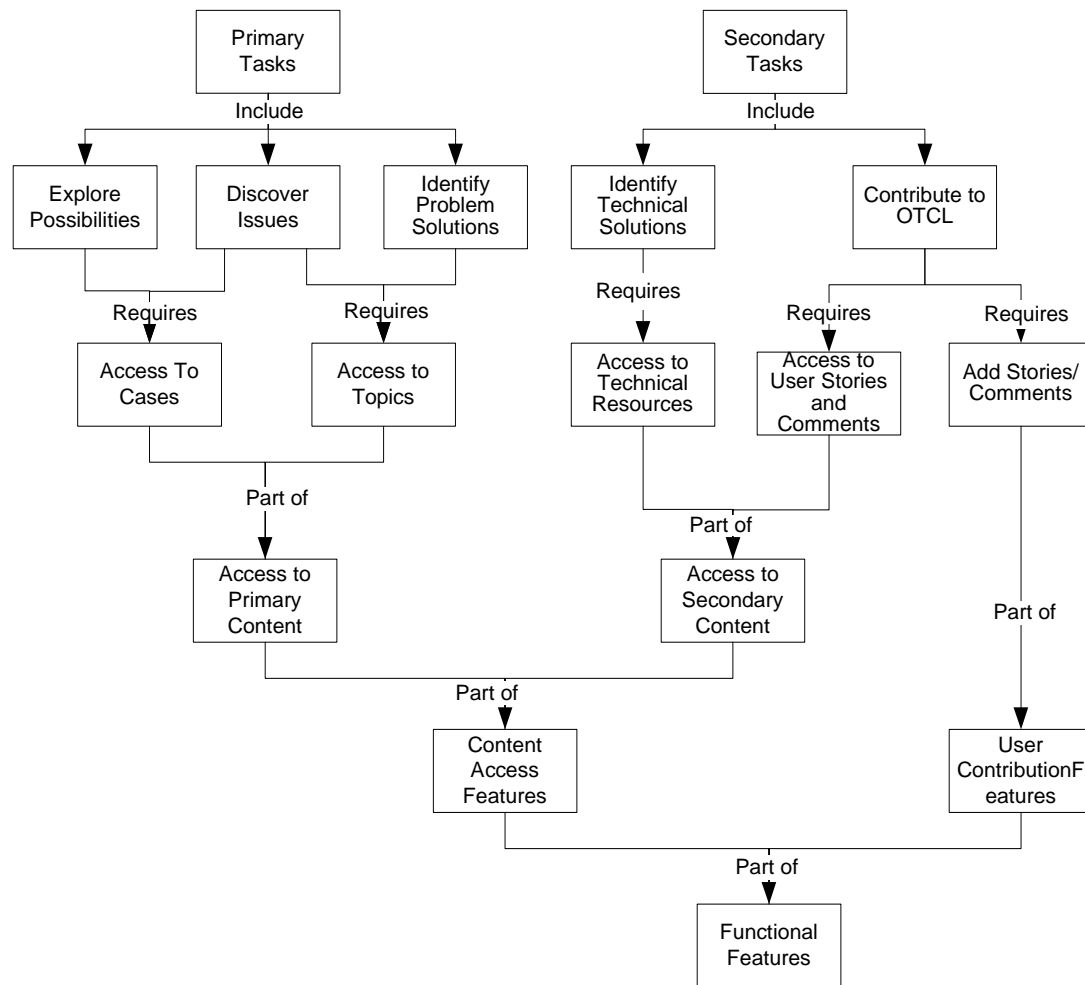 Primary
Tasks
Secondary
Tasks
Include
Include
Explore
Possibilities
Discover
Issues
Identify
Problem
Solutions
Identify
Technical
Solutions
Contribute to
OTCL
Requires
Requires
Requires
Requires
Requires
Access To
Cases
Access to
Topics
Access to
Technical
Resources
Access to
User Stories
and
Comments
Add Stories/
Comments
Part of
Part of
Access to
Primary
Content
Access to
Secondary
Content
Part of
Part of
Content
Access
Features
User
ContributionF
eatures
Part of
Functional
Features